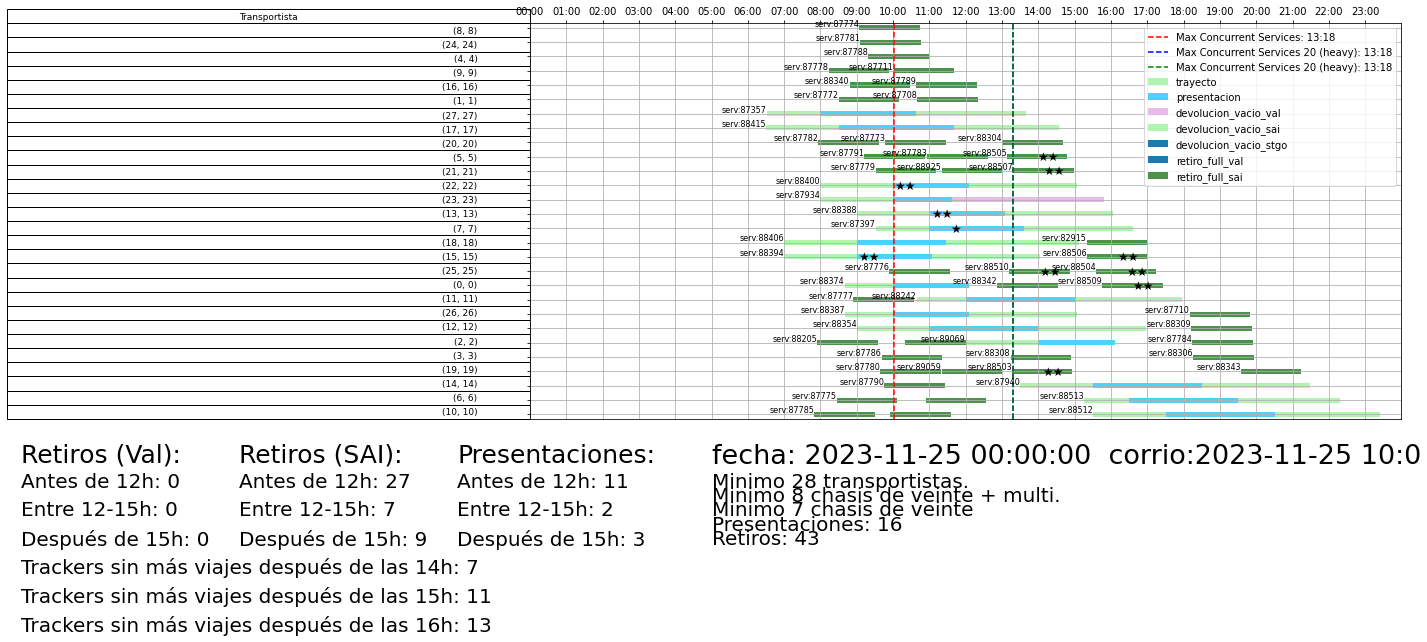 Transportista
00:00 01:00 02:00 03:00 04:00 05:00 06:00 07:00 08:00 09:00 10:00 11:00 12:00 13:00 14:00 15:00 16:00 17:00 18:00 19:00 20:00 21:00 22:00 23:00
Max Concurrent Services: 13:18
Max Concurrent Services 20 (heavy): 13:18
Max Concurrent Services 20 (heavy): 13:18
trayecto
presentacion
devolucion_vacio_val
devolucion_vacio_sai
devolucion_vacio_stgo
retiro_full_val
retiro_full_sai
(8, 8) serv:87774
(24, 24) serv:87781
(4, 4) serv:87788
(9, 9) serv:87778 serv:87711
(16, 16) serv:88340 serv:87789
(1, 1) serv:87772 serv:87708
(27, 27) serv:87357
(17, 17) serv:88415
(20, 20) serv:87782 serv:87773 serv:88304
(5, 5) serv:87791 serv:87783 serv:88505
(21, 21) serv:87779 serv:88925 serv:88507
(22, 22) serv:88400
(23, 23) serv:87934
(13, 13) serv:88388
(7, 7) serv:87397
(18, 18) serv:88406 serv:82915
(15, 15) serv:88394 serv:88506
(25, 25) serv:87776 serv:88510 serv:88504
(0, 0) serv:88374 serv:88342 serv:88509
(11, 11) serv:87777 serv:88242
(26, 26) serv:88387 serv:87710
(12, 12) serv:88354 serv:88309
(2, 2) serv:88205 serv:89069 serv:87784
(3, 3) serv:87786 serv:88308 serv:88306
(19, 19) serv:87780 serv:89059 serv:88503 serv:88343
(14, 14) serv:87790 serv:87940
(6, 6) serv:87775 serv:88513
(10, 10) serv:87785 serv:88512
Retiros (Val):
Antes de 12h: 0
Entre 12-15h: 0
Después de 15h: 0
Retiros (SAI):
Antes de 12h: 27
Entre 12-15h: 7
Después de 15h: 9
Presentaciones:
Antes de 12h: 11
Entre 12-15h: 2
Después de 15h: 3
Trackers sin más viajes después de las 14h: 7
Trackers sin más viajes después de las 15h: 11
Trackers sin más viajes después de las 16h: 13
fecha: 2023-11-25 00:00:00 corrio:2023-11-25 10:0
Minimo 28 transportistas.
Minimo 8 chasis de veinte + multi.
Minimo 7 chasis de veinte
Presentaciones: 16
Retiros: 43